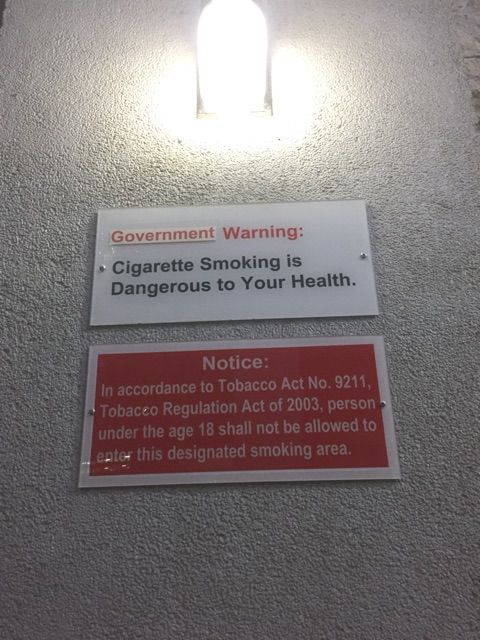 Government Warning:
Cigarette Smoking is
Dangerous to Your Health.
Notice:
In accordance to Tobacco Act No. 9211,
Tobacco Regulation Act of 2003, person
under the age 18 shall not be allowed to
enter this designated smoking area.